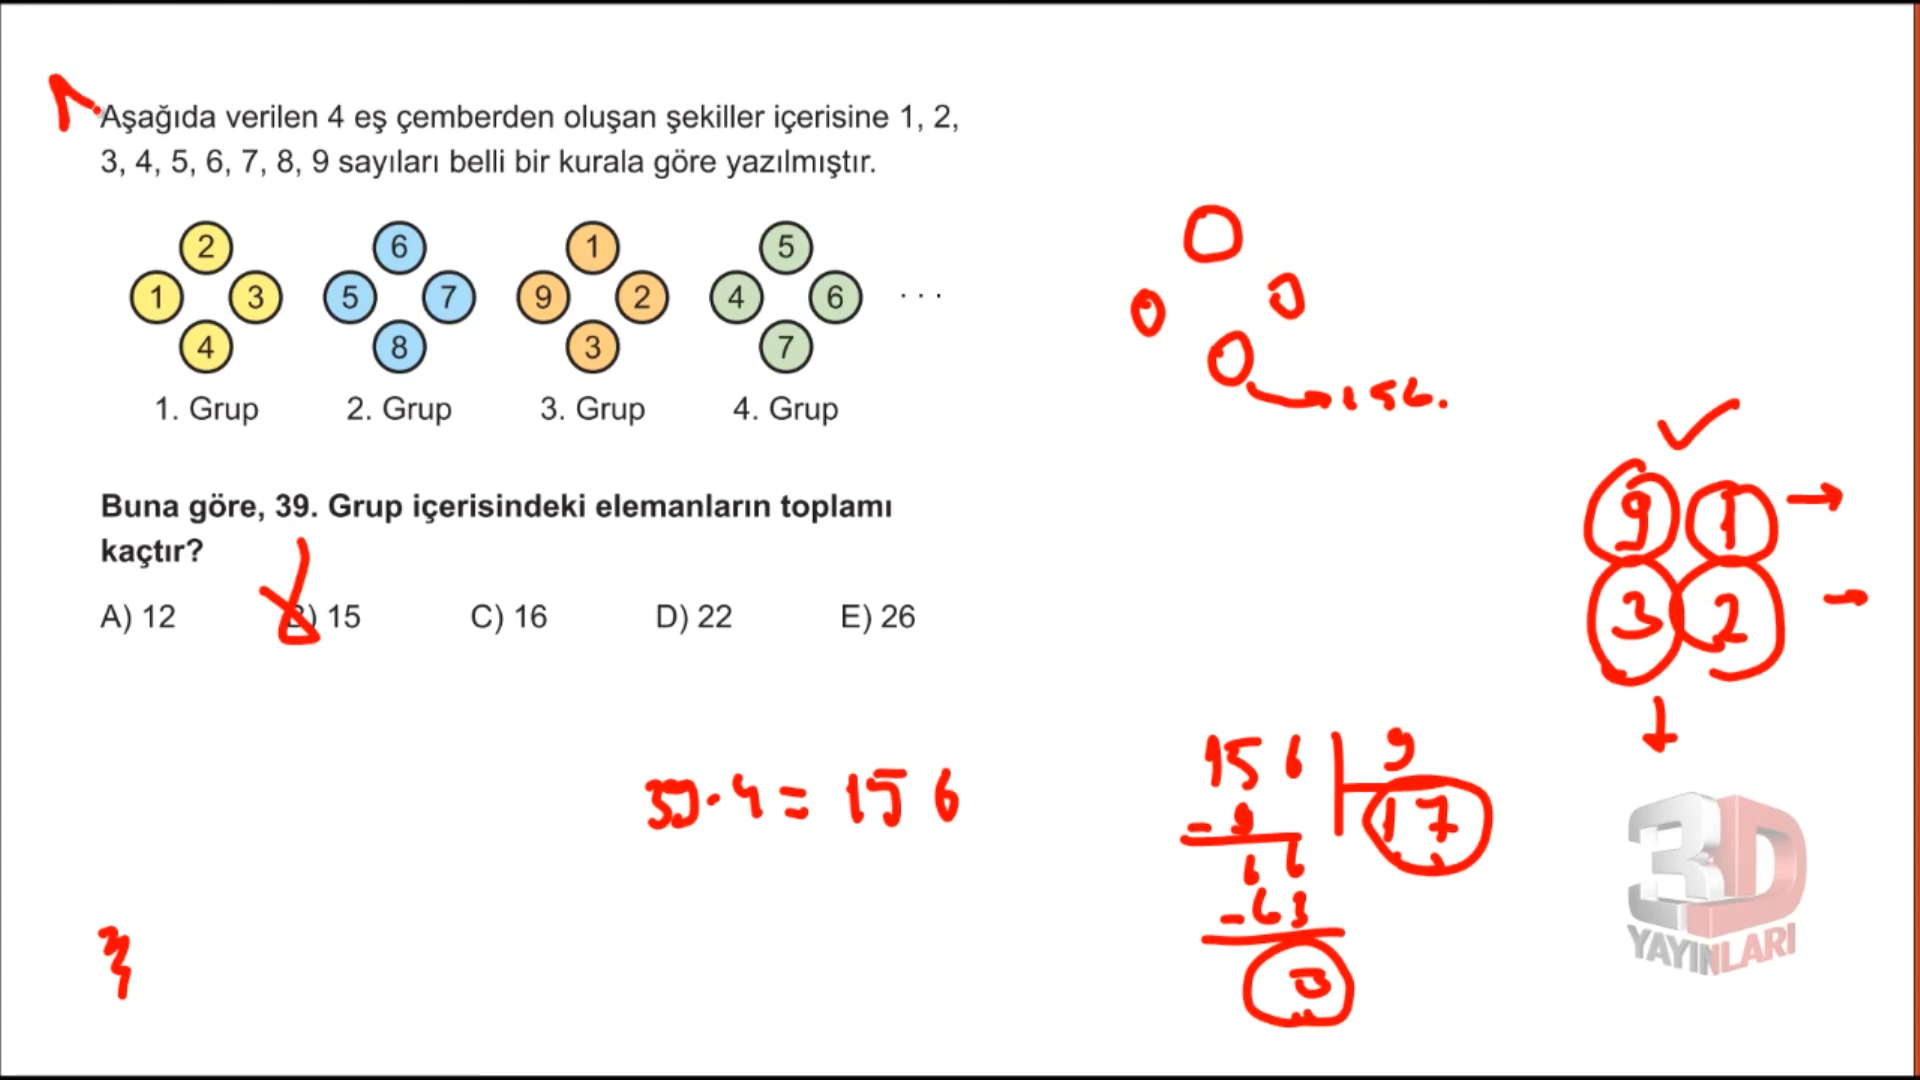 Aşağıda verilen 4 eş çemberden oluşan şekiller içerisine 1, 2,
3, 4, 5, 6, 7, 8, 9 sayıları belli bir kurala göre yazılmıştır.
2 6 1 5
1 3 5 7 9 2 4 6 . . .
4 8 3 7
1. Grup 2. Grup 3. Grup 4. Grup
Buna göre, 39. Grup içerisindeki elemanların toplamı
kaçtır?
A) 12 B) 15 C) 16 D) 22 E) 26
156.
9 1
3 2
39·4 = 156
156 9
- 9 17
66
- 63
3
3D
YAYINLARI